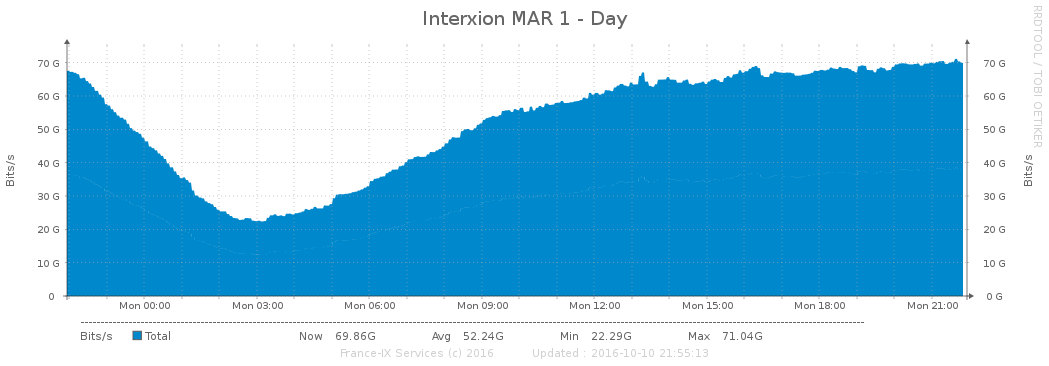 Interxion MAR 1 - Day
RRDTOOL / TOBI OETIKER
Bits/s
70 G 70 G
60 G 60 G
50 G 50 G
40 G 40 G
30 G 30 G
20 G 20 G
10 G 10 G
0 0 G
Bits/s
Mon 00:00 Mon 03:00 Mon 06:00 Mon 09:00 Mon 12:00 Mon 15:00 Mon 18:00 Mon 21:00
Bits/s Total Now 69.86G Avg 52.24G Min 22.29G Max 71.04G
France-IX Services (c) 2016 Updated : 2016-10-10 21:55:13